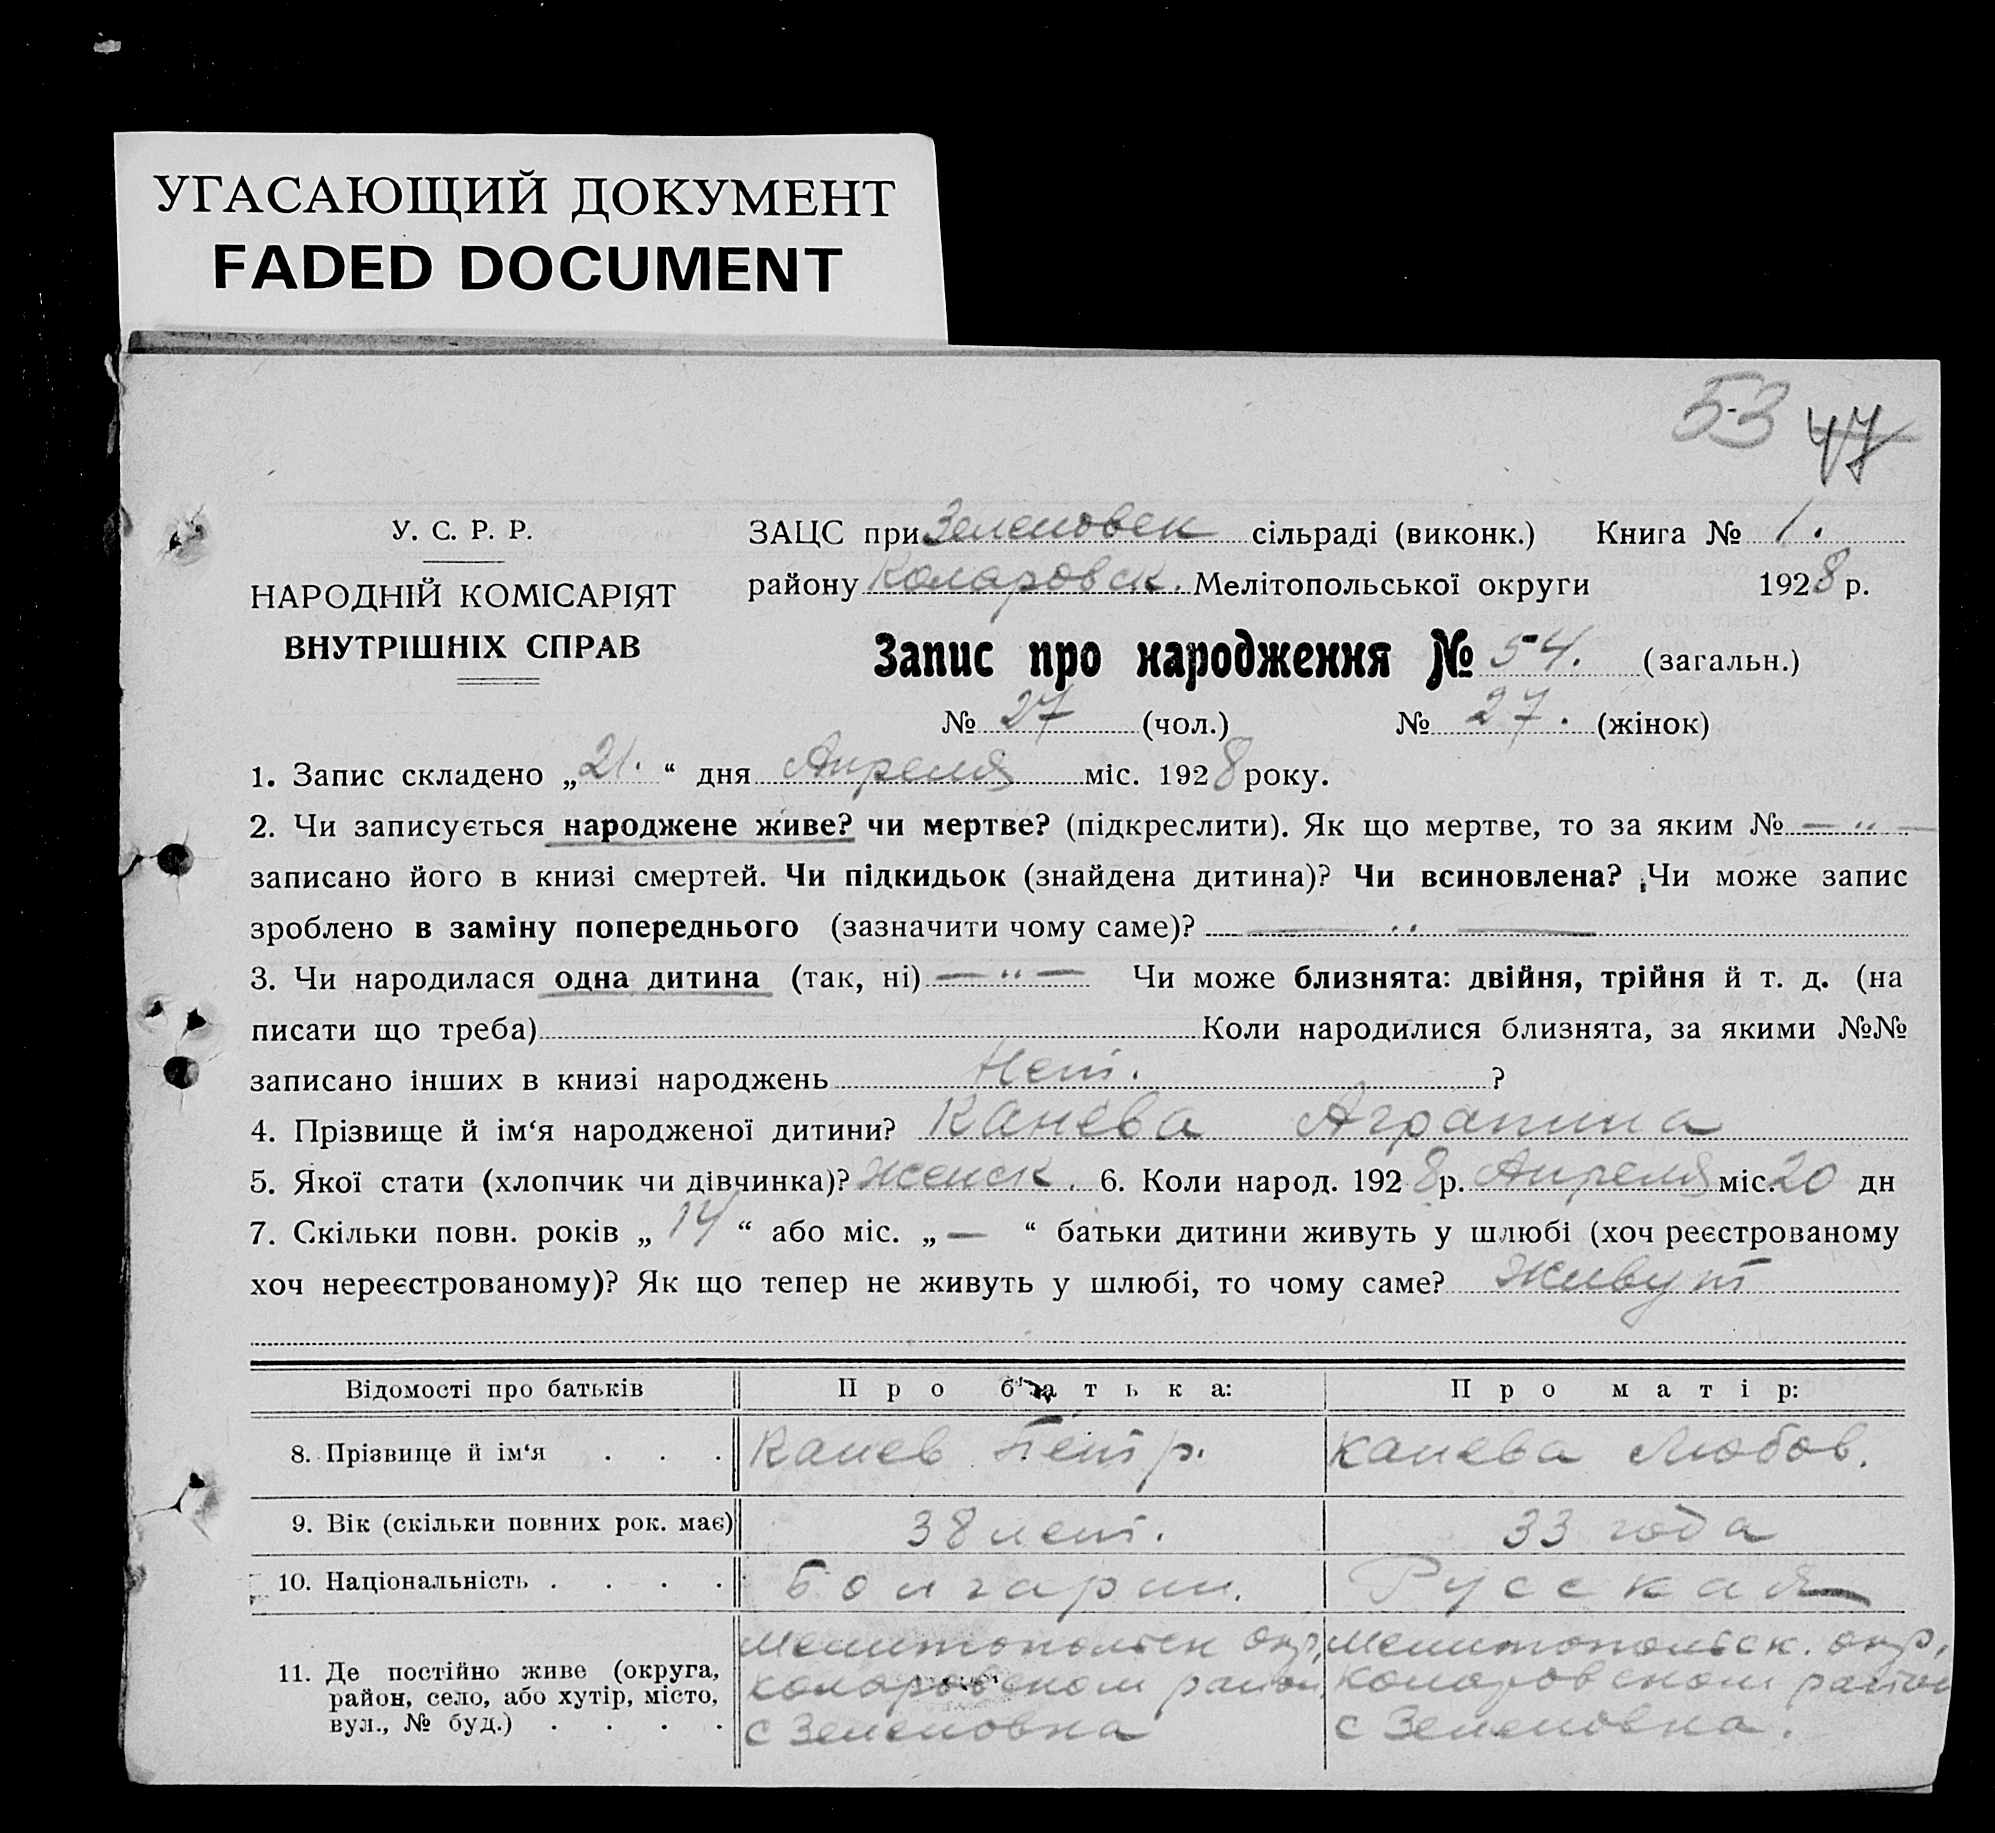 УГАСАЮЩИЙ ДОКУМЕНТ
FADED DOCUMENT
53 47
У. С. Р. Р.
НАРОДНІЙ КОМІСАРІЯТ
ВНУТРІШНІХ СПРАВ
ЗАЦС при Зеленовск сільраді (виконк.) Книга № 1.
району Коларовск. Мелітопольської округи 1928 р.
Запис про народження № 54. (загальн.)
№ 27 (чол.) № 27. (жінок)
1. Запис складено „21.“ дня Апреля міс. 1928 року.
2. Чи записується народжене живе? чи мертве? (підкреслити). Як що мертве, то за яким № — „ —
записано його в книзі смертей. Чи підкидьок (знайдена дитина)? Чи всиновлена? Чи може запис
зроблено в заміну попереднього (зазначити чому саме)? — „ —
3. Чи народилася одна дитина (так, ні) — „ — Чи може близнята: двійня, трійня й т. д. (на
писати що треба) Коли народилися близнята, за якими №№
записано інших в книзі народжень Нет. ?
4. Прізвище й ім‘я народженої дитини? Канева Аграпина
5. Якої стати (хлопчик чи дівчинка)? женск. 6. Коли народ. 1928 р. Апреля міс. 20 дн
7. Скільки повн. років „14“ або міс. „—“ батьки дитини живуть у шлюбі (хоч реєстрованому
хоч нереєстрованому)? Як що тепер не живуть у шлюбі, то чому саме? Живут
Відомості про батьків Про батька: Про матір:
8. Прізвище й ім‘я . . . Канев Петр. Канева Любов.
9. Вік (скільки повних рок. має) 38 лет. 33 года
10. Національність . . . . Болгарин. Русская
11. Де постійно живе (округа, район, село, або хутір, місто, вул., № буд.) . . . .
Мелитопольск окр, Коларовском район с Зеленовка
Мелитопольск. окр, Коларовском район с Зеленовка.